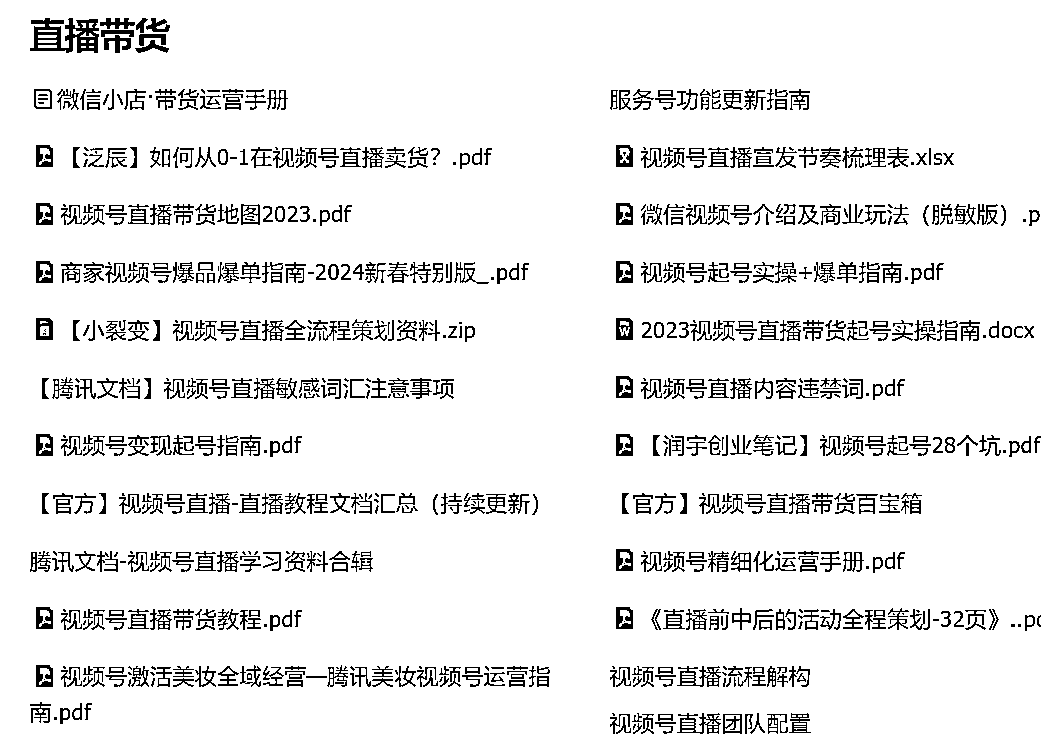 直播带货
微信小店·带货运营手册
【泛辰】如何从0-1在视频号直播卖货？.pdf
视频号直播带货地图2023.pdf
商家视频号爆品爆单指南-2024新春特别版_.pdf
【小裂变】视频号直播全流程策划资料.zip
【腾讯文档】视频号直播敏感词汇注意事项
视频号变现起号指南.pdf
【官方】视频号直播-直播教程文档汇总（持续更新）
腾讯文档-视频号直播学习资料合辑
视频号直播带货教程.pdf
视频号激活美妆全域经营—腾讯美妆视频号运营指
南.pdf
服务号功能更新指南
视频号直播宣发节奏梳理表.xlsx
微信视频号介绍及商业玩法（脱敏版）.p
视频号起号实操+爆单指南.pdf
2023视频号直播带货起号实操指南.docx
视频号直播内容违禁词.pdf
【润宇创业笔记】视频号起号28个坑.pdf
【官方】视频号直播带货百宝箱
视频号精细化运营手册.pdf
《直播前中后的活动全程策划-32页》..pd
视频号直播流程解构
视频号直播团队配置